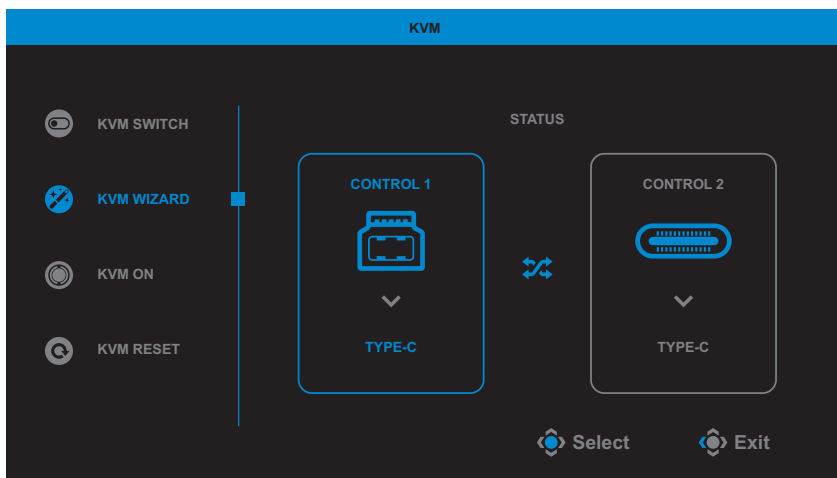 KVM
KVM SWITCH
STATUS
CONTROL 1
CONTROL 2
KVM WIZARD
KVM ON
KVM RESET
TYPE-C
TYPE-C
Select
Exit